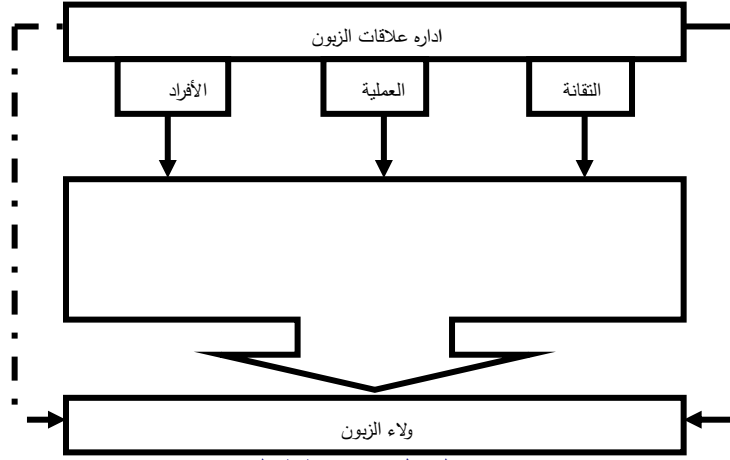 اداره علاقات الزبون
التقانة
العملية
الأفراد
ولاء الزبون